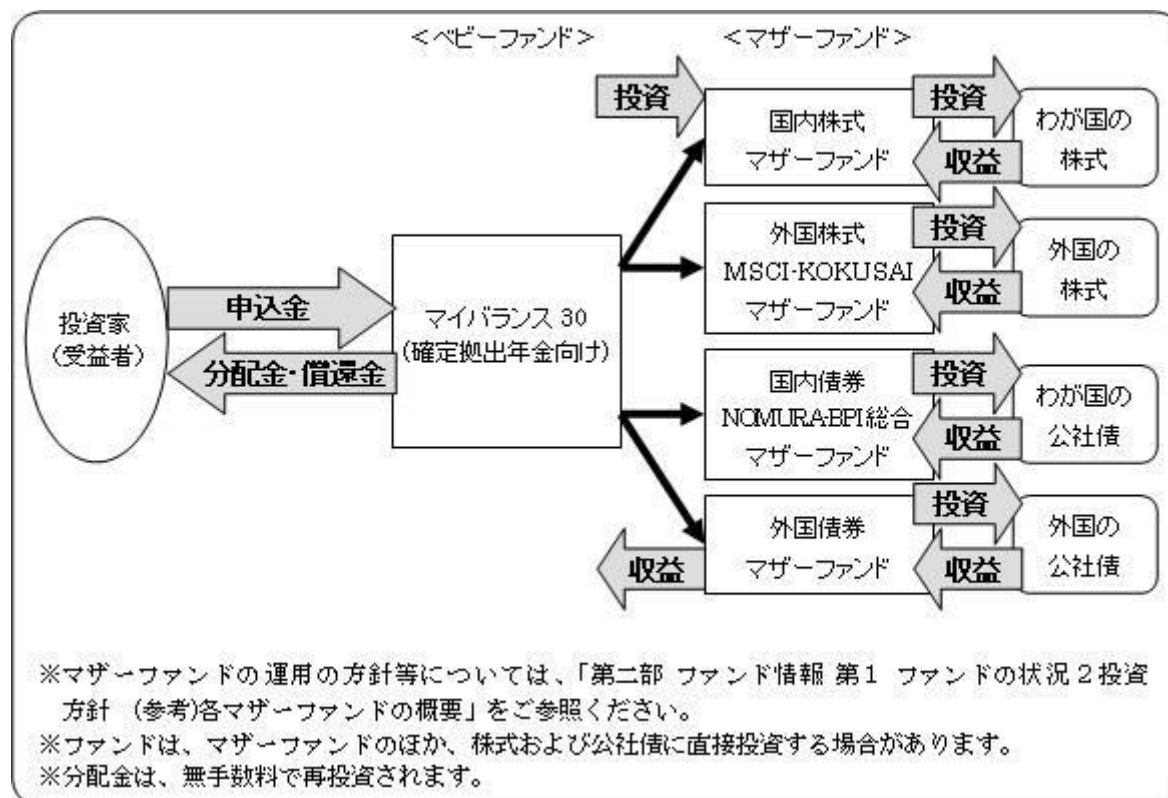 <ベビーファンド>
<マザーファンド>
投資
国内株式
マザーファンド
投資
収益
わが国の
株式
外国株式
MSCI-KOKUSAI
マザーファンド
投資
収益
外国の
株式
投資家
(受益者)
申込金
分配金・償還金
マイバランス30
(確定拠出年金向け)
国内債券
NOMURA-BPI総合
マザーファンド
投資
収益
わが国の
公社債
外国債券
マザーファンド
収益
投資
収益
外国の
公社債
※マザーファンドの運用の方針等については、「第二部 ファンド情報 第1 ファンドの状況2投資
方針 (参考)各マザーファンドの概要」をご参照ください。
※ファンドは、マザーファンドのほか、株式および公社債に直接投資する場合があります。
※分配金は、無手数料で再投資されます。